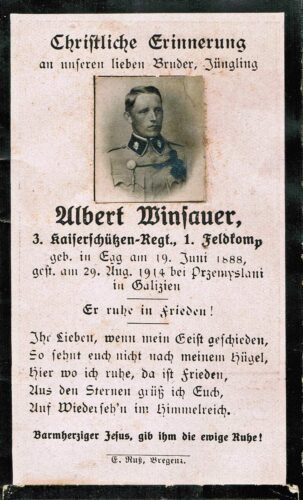 Christliche Erinnerung
an unseren lieben Bruder, Jüngling
Albert Winsauer,
3. Kaiserschützen-Regt., 1. Feldkomp
geb. in Egg am 19. Juni 1888,
gest. am 29. Aug. 1914 bei Przemyslani
in Galizien
Er ruhe in Frieden!
Ihr Lieben, wenn mein Geist geschieden,
So sehnt euch nicht nach meinem Hügel,
Hier wo ich ruhe, da ist Frieden,
Aus den Sternen grüß ich Euch,
Auf Wiederseh'n im Himmelreich.
Barmherziger Jesus, gib ihm die ewige Ruhe!
E. Ruß, Bregenz.